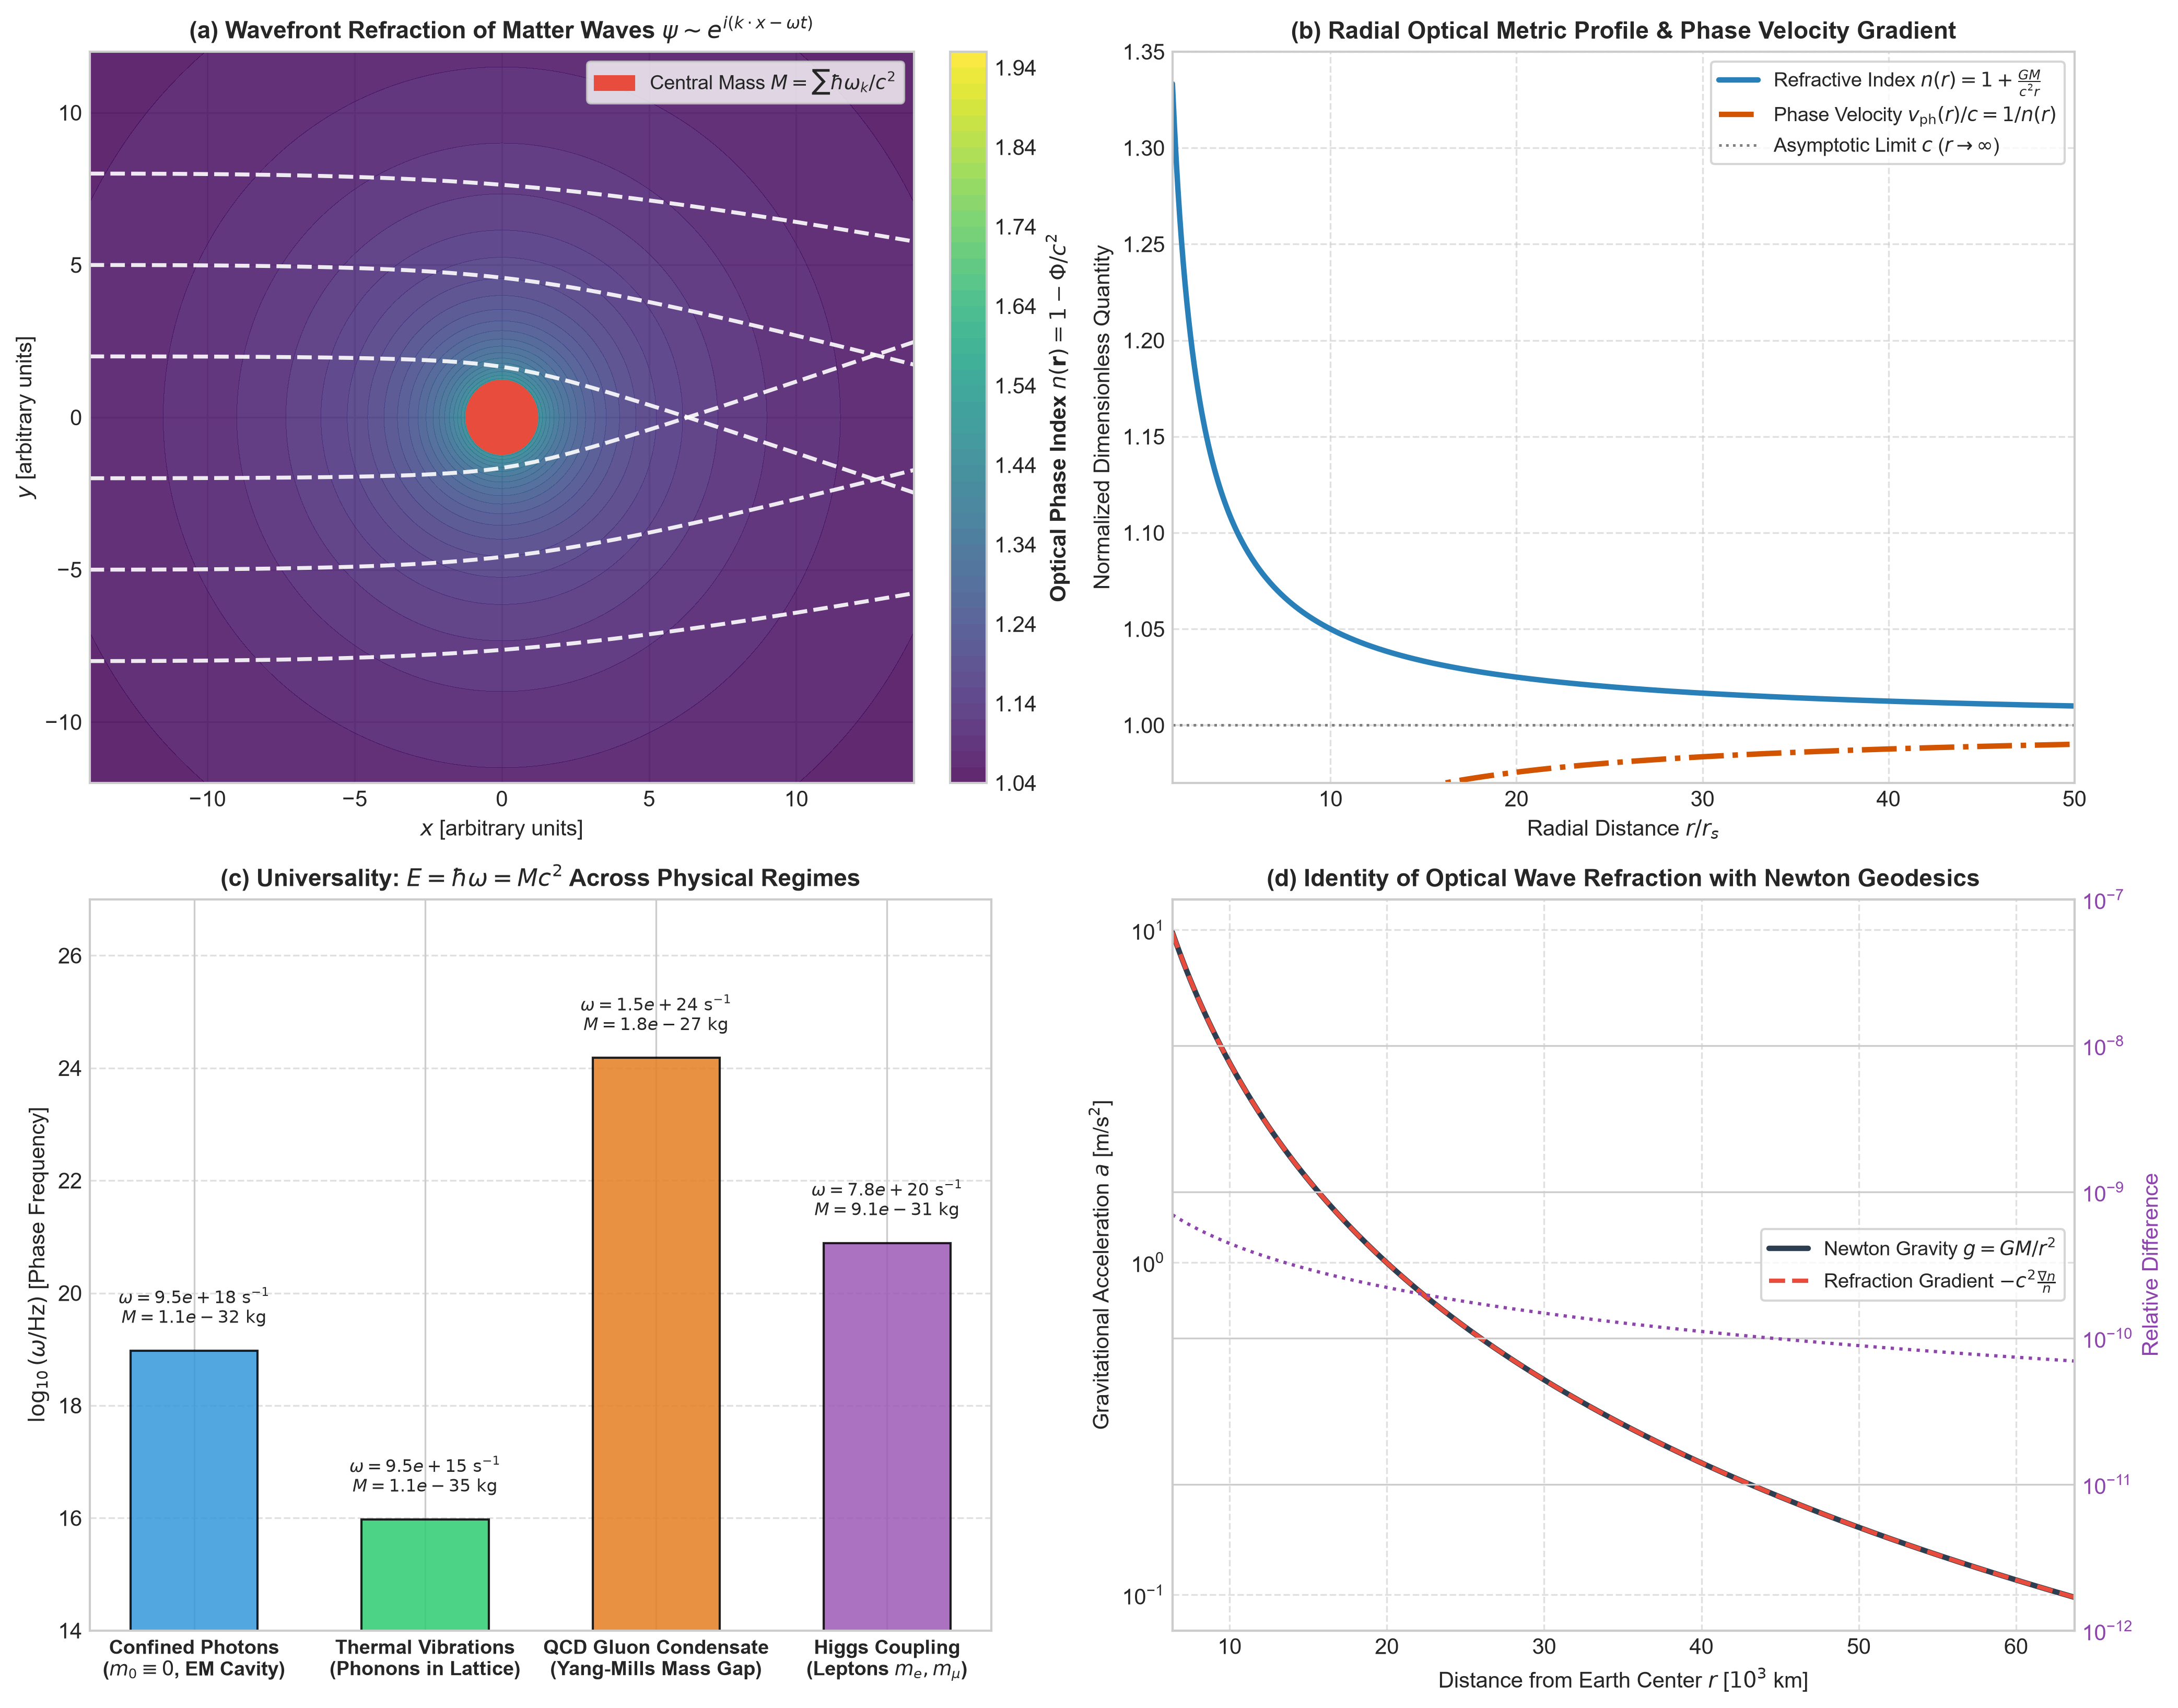 (a) Wavefront Refraction of Matter Waves ψ ∼ e^{i(k·x−ωt)}
Central Mass M = ∑ℏω_k/c²
10
5
0
−5
−10
y [arbitrary units]
−10 −5 0 5 10
x [arbitrary units]
1.94
1.84
1.74
1.64
1.54
1.44
1.34
1.24
1.14
1.04
Optical Phase Index n(r) = 1 − Φ/c²
(b) Radial Optical Metric Profile & Phase Velocity Gradient
Refractive Index n(r) = 1 + \frac{GM}{c²r}
Phase Velocity v_ph(r)/c = 1/n(r)
Asymptotic Limit c (r → ∞)
1.35
1.30
1.25
1.20
1.15
1.10
1.05
1.00
Normalized Dimensionless Quantity
10 20 30 40 50
Radial Distance r/r_s
(c) Universality: E = ℏω = Mc² Across Physical Regimes
26
24
22
20
18
16
14
log₁₀(ω/Hz) [Phase Frequency]
ω = 9.5e + 18 s⁻¹
M = 1.1e − 32 kg
ω = 9.5e + 15 s⁻¹
M = 1.1e − 35 kg
ω = 1.5e + 24 s⁻¹
M = 1.8e − 27 kg
ω = 7.8e + 20 s⁻¹
M = 9.1e − 31 kg
Confined Photons
(m₀ ≡ 0, EM Cavity)
Thermal Vibrations
(Phonons in Lattice)
QCD Gluon Condensate
(Yang-Mills Mass Gap)
Higgs Coupling
(Leptons m_e, m_μ)
(d) Identity of Optical Wave Refraction with Newton Geodesics
10¹
10⁰
10⁻¹
Gravitational Acceleration a [m/s²]
Newton Gravity g = GM/r²
Refraction Gradient −c² \frac{∇n}{n}
10⁻⁷
10⁻⁸
10⁻⁹
10⁻¹⁰
10⁻¹¹
10⁻¹²
Relative Difference
10 20 30 40 50 60
Distance from Earth Center r [10³ km]